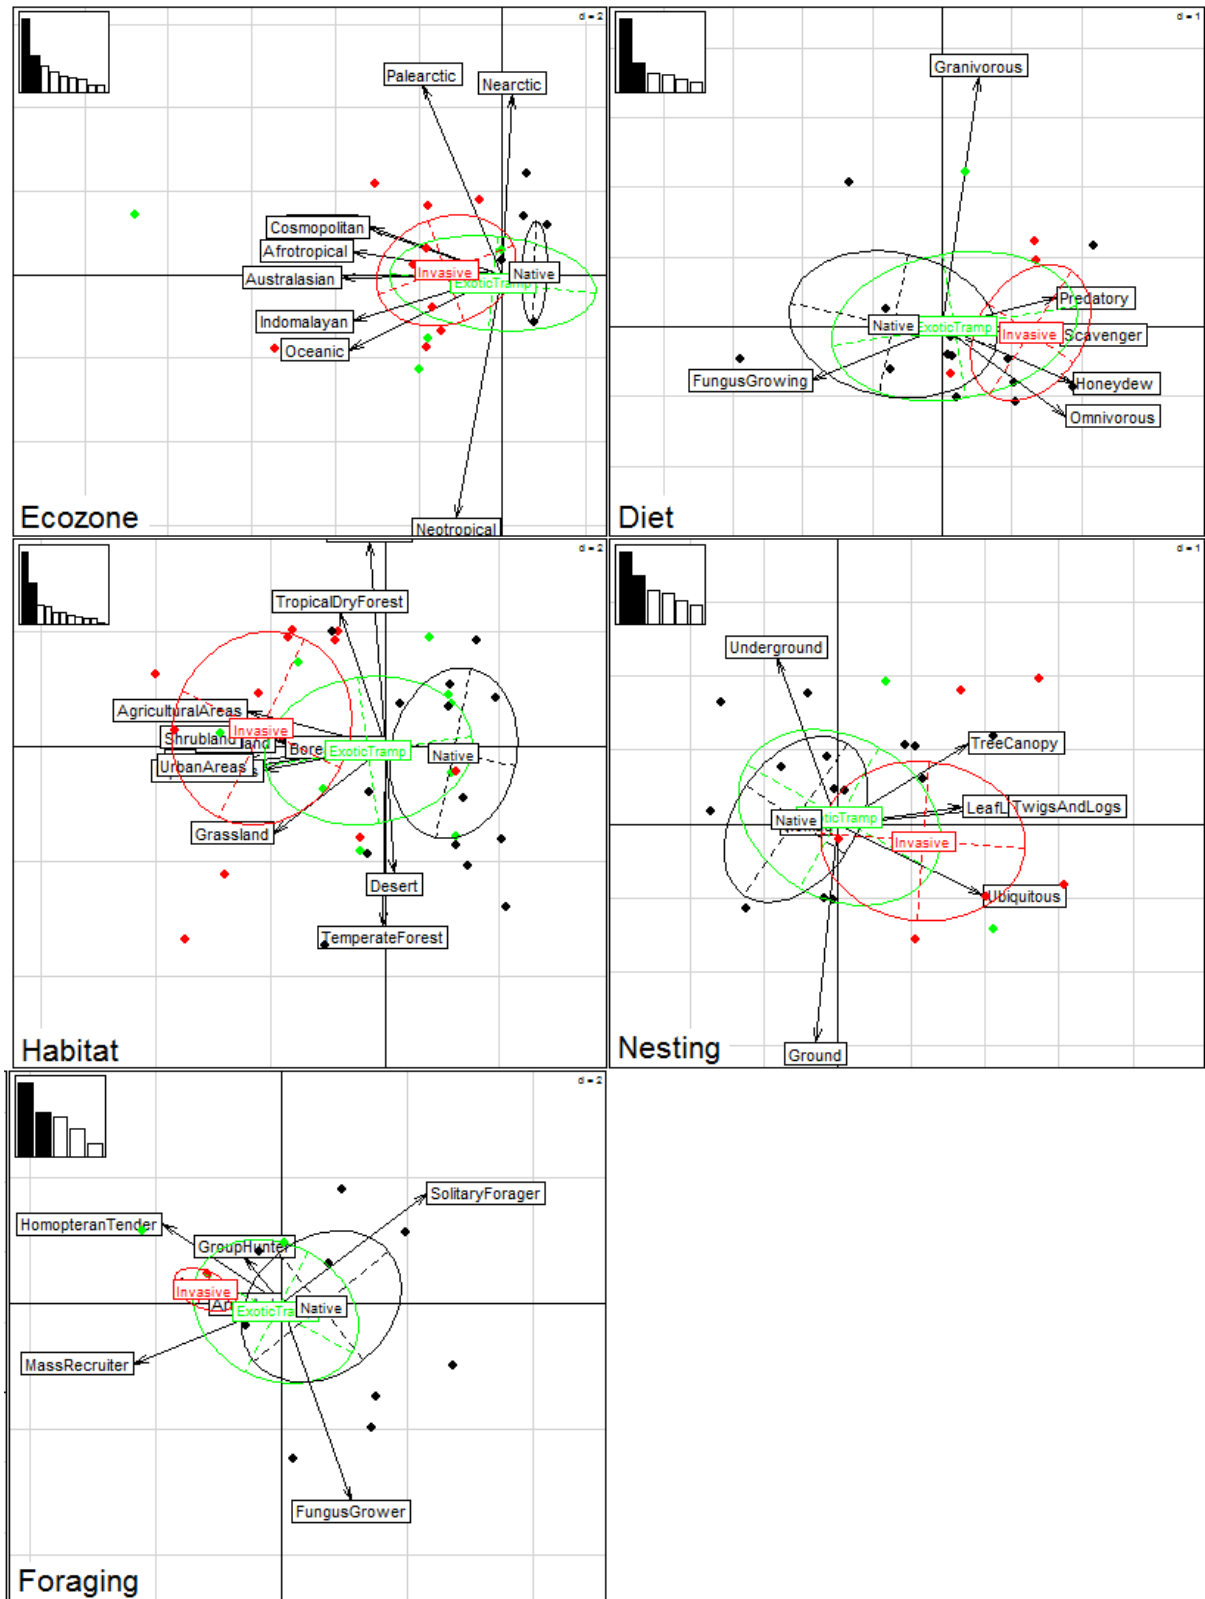 d = 2
Palearctic
Nearctic
Cosmopolitan
Afrotropical
Australasian
Invasive
Native
ExoticTramp
Indomalayan
Oceanic
Neotropical
Ecozone
d = 1
Granivorous
Predatory
Native
ExoticTramp
Invasive
Scavenger
FungusGrowing
Honeydew
Omnivorous
Diet
d = 2
TropicalDryForest
AgriculturalAreas
Invasive
Shrubland
Bore
ExoticTramp
Native
UrbanAreas
Grassland
Desert
TemperateForest
Habitat
d = 1
Underground
TreeCanopy
LeafL
TwigsAndLogs
Native
ticTramp
Invasive
Ubiquitous
Ground
Nesting
d = 2
SolitaryForager
HomopteranTender
GroupHunter
Invasive
ExoticTra
Native
MassRecruiter
FungusGrower
Foraging